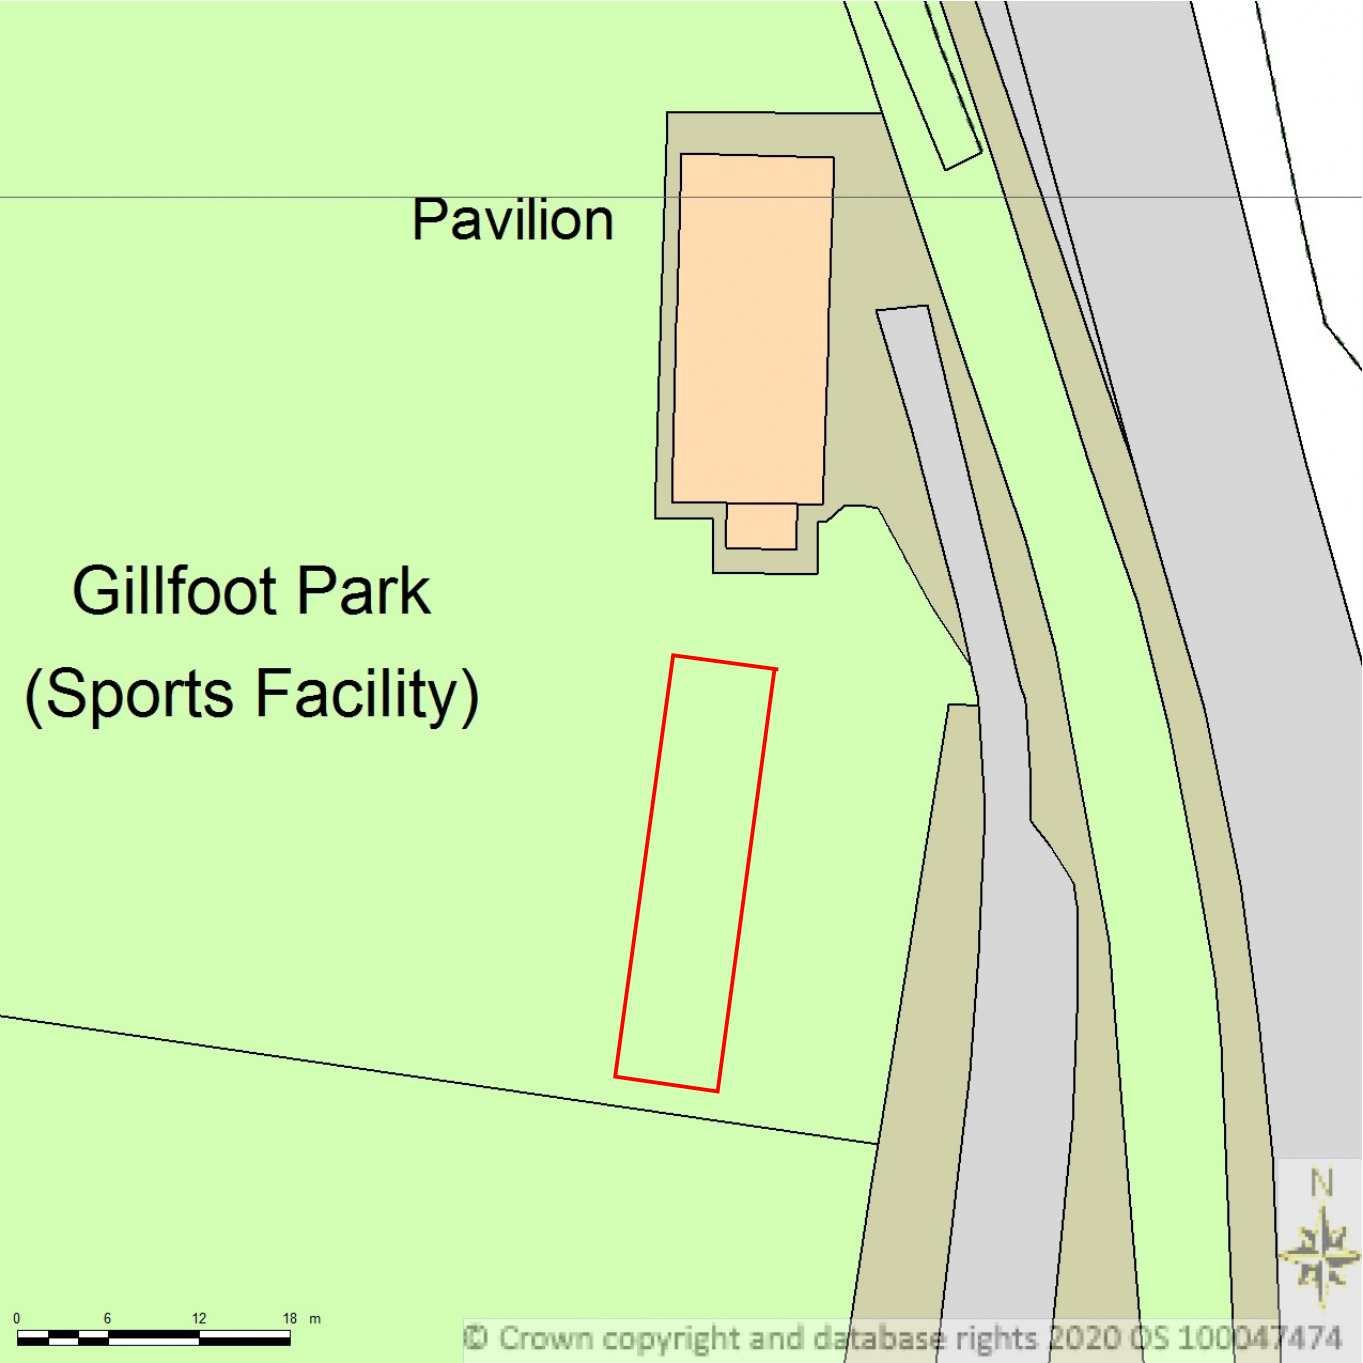 Pavilion
Gillfoot Park
(Sports Facility)
N
0 6 12 18 m
© Crown copyright and database rights 2020 OS 100047474